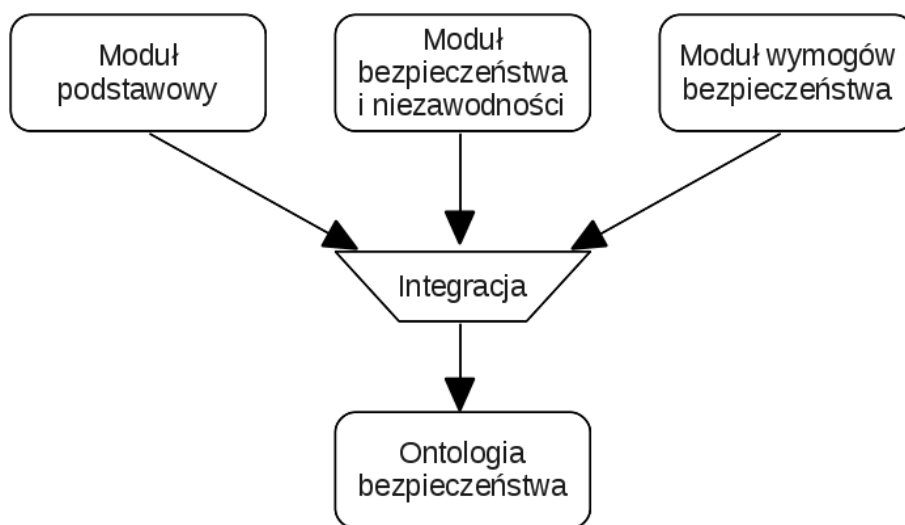 Moduł
podstawowy
Moduł
bezpieczeństwa
i niezawodności
Moduł wymogów
bezpieczeństwa
Integracja
Ontologia
bezpieczeństwa